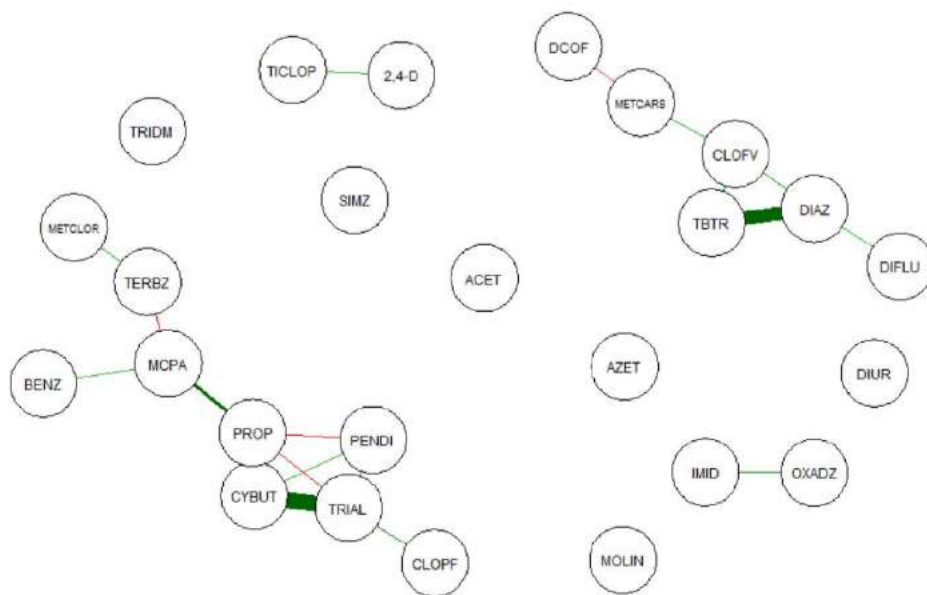 DCOF
TICLOP
2,4-D
METCARB
TRIDM
CLOFV
SIMZ
DIAZ
TBTR
METCLOR
DIFLU
TERBZ
ACET
MCPA
AZET
DIUR
BENZ
PROP
PENDI
IMID
OXADZ
CYBUT
TRIAL
CLOPF
MOLIN